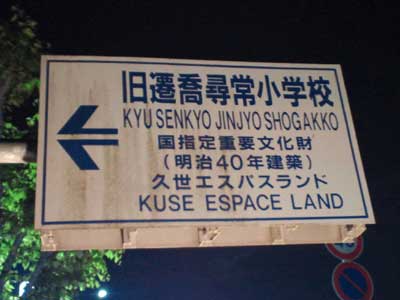 旧遷喬尋常小学校
KYU SENKYO JINJYO SHOGAKKO
国指定重要文化財
(明治40年建築)
久世エスパスランド
KUSE ESPACE LAND